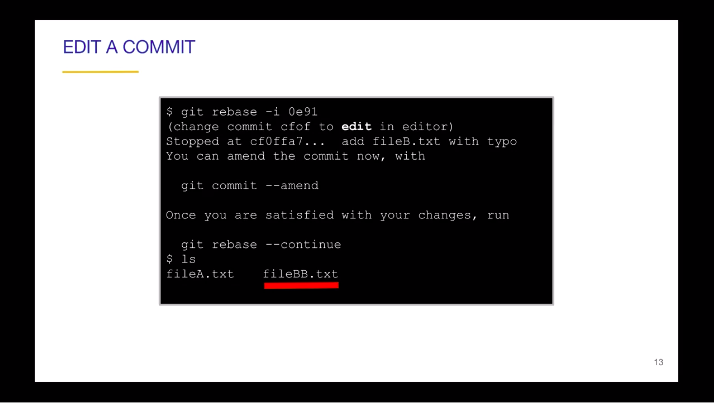 EDIT A COMMIT
$ git rebase -i 0e91
(change commit cfof to edit in editor)
Stopped at cf0ffa7... add fileB.txt with typo
You can amend the commit now, with
git commit --amend
Once you are satisfied with your changes, run
git rebase --continue
$ ls
fileA.txt fileBB.txt
13